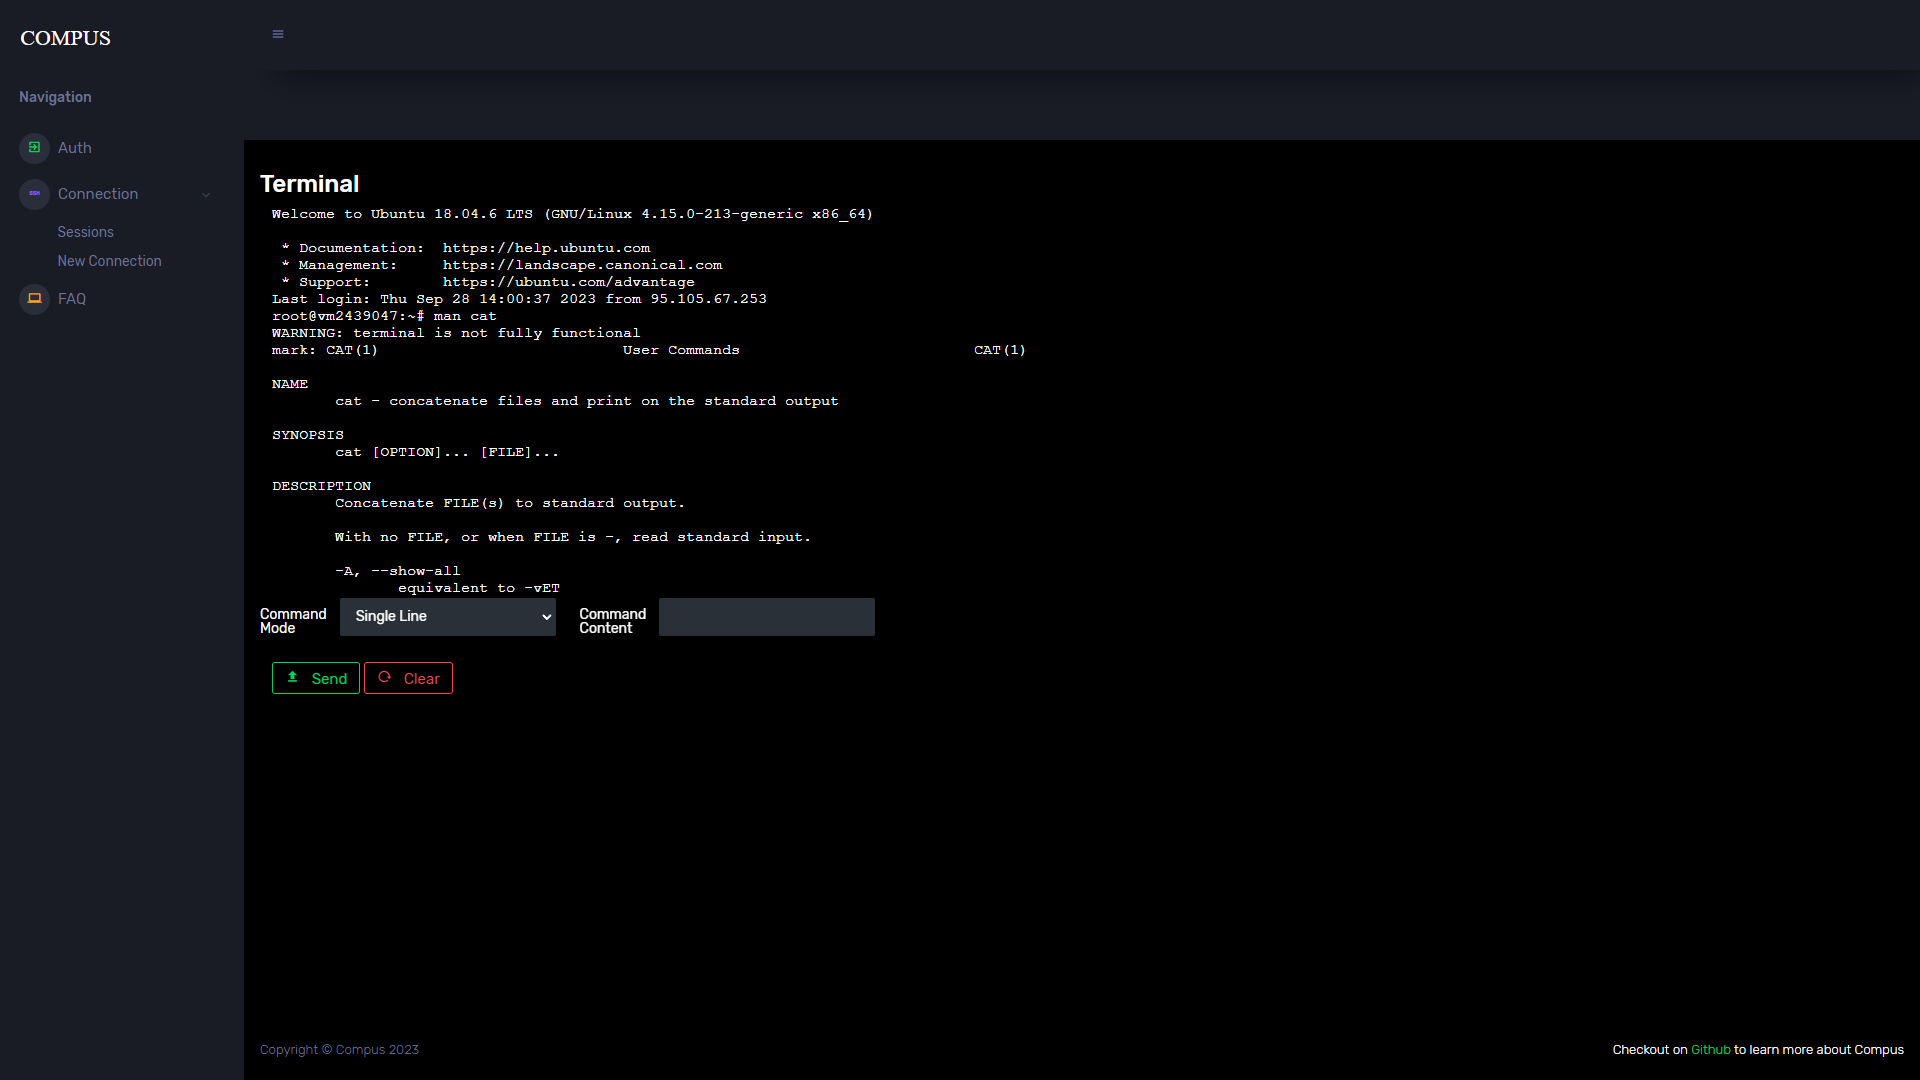 COMPUS
Navigation
Auth
Connection
Sessions
New Connection
FAQ
Terminal
Welcome to Ubuntu 18.04.6 LTS (GNU/Linux 4.15.0-213-generic x86_64)
* Documentation:  https://help.ubuntu.com
* Management:     https://landscape.canonical.com
* Support:        https://ubuntu.com/advantage
Last login: Thu Sep 28 14:00:37 2023 from 95.105.67.253
root@vm2439047:~# man cat
WARNING: terminal is not fully functional
mark: CAT(1)                           User Commands                          CAT(1)
NAME
cat - concatenate files and print on the standard output
SYNOPSIS
cat [OPTION]... [FILE]...
DESCRIPTION
Concatenate FILE(s) to standard output.
With no FILE, or when FILE is -, read standard input.
-A, --show-all
equivalent to -vET
Command Mode
Single Line
Command Content
Send
Clear
Copyright © Compus 2023
Checkout on Github to learn more about Compus